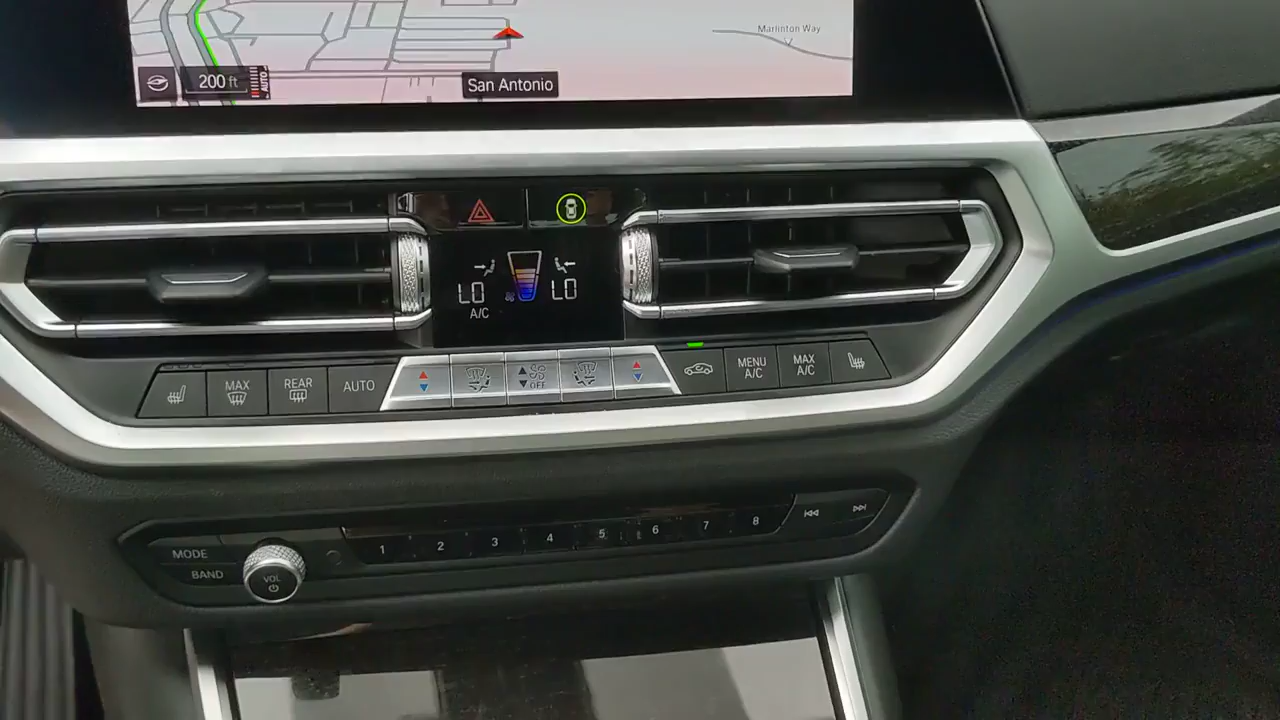 Marlinton Way
200 ft
AUTO
San Antonio
LO
LO
A/C
MAX
REAR
AUTO
OFF
MENU
A/C
MAX
A/C
MODE
BAND
VOL
1 2 3 4 5 6 7 8